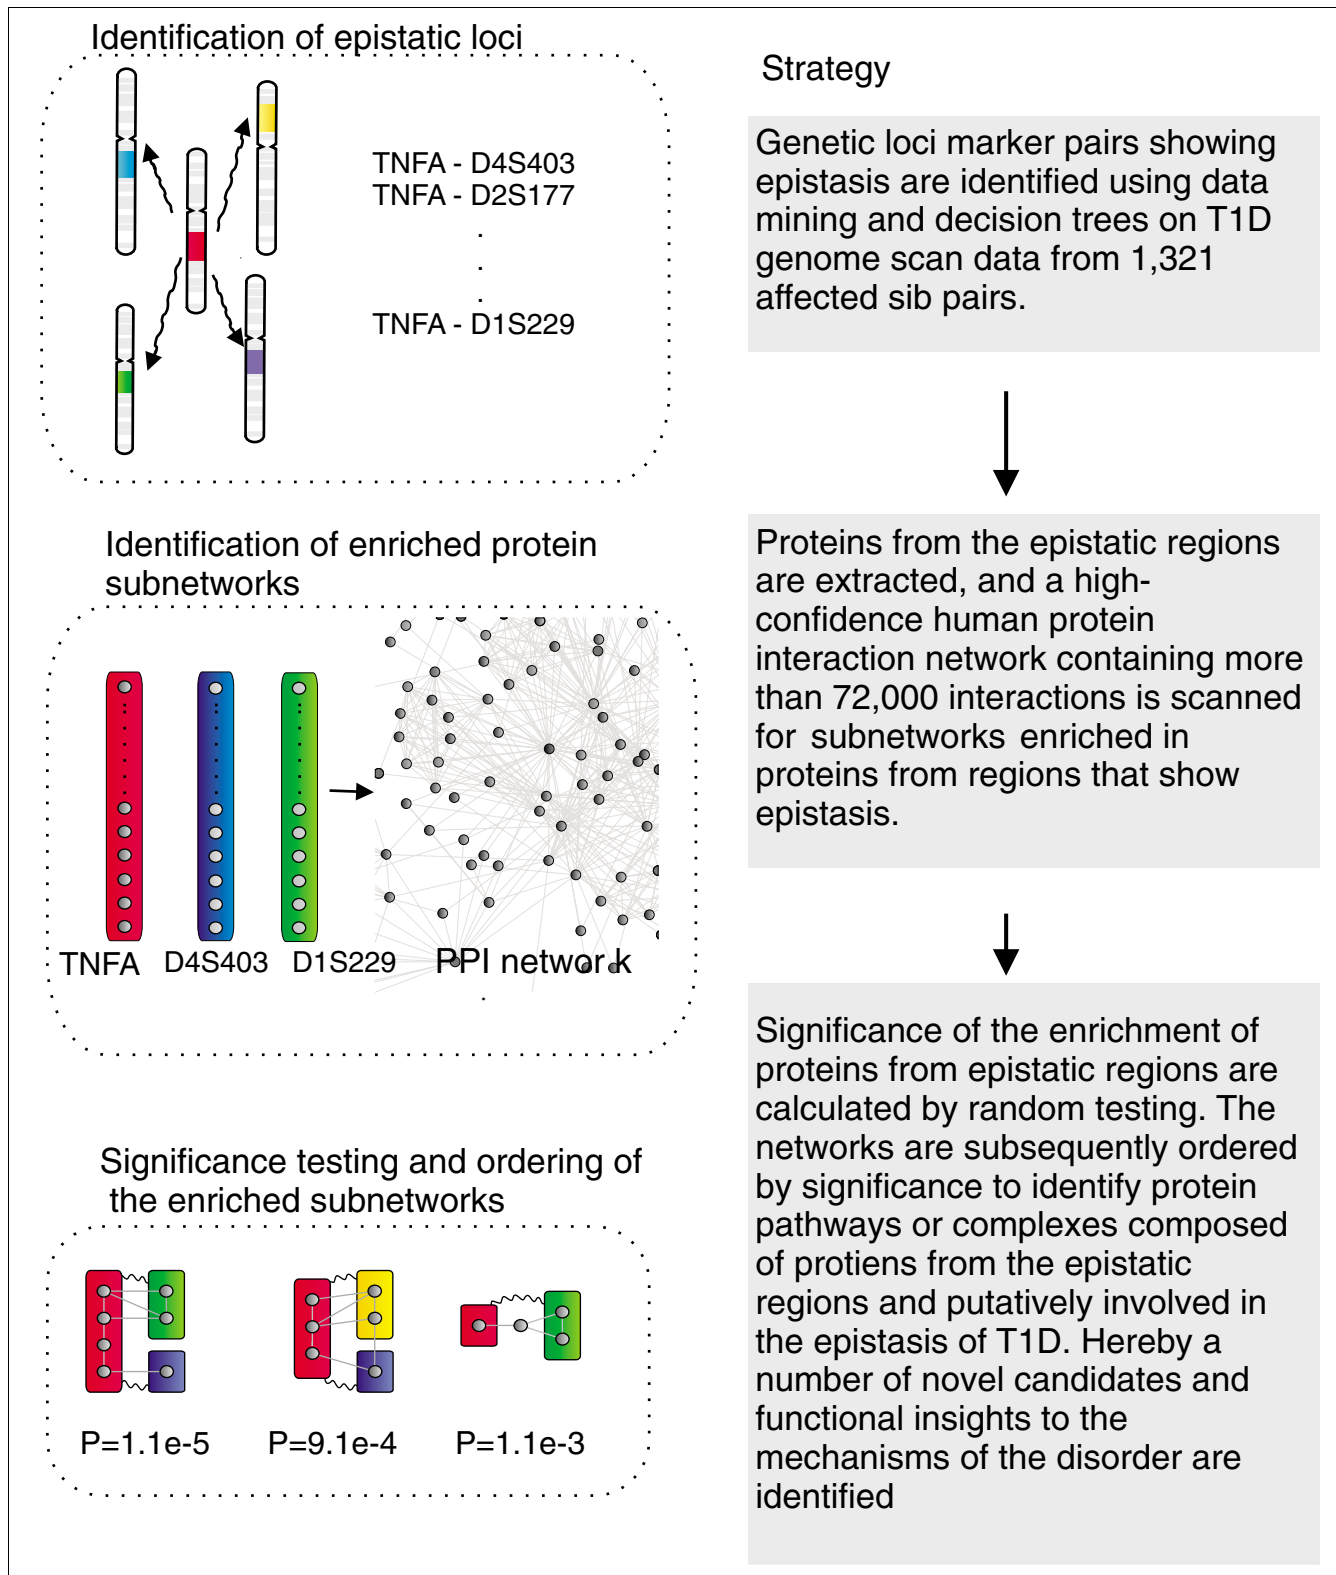 Identification of epistatic loci
TNFA - D4S403
TNFA - D2S177
.
.
.
TNFA - D1S229
Strategy
Genetic loci marker pairs showing
epistasis are identified using data
mining and decision trees on T1D
genome scan data from 1,321
affected sib pairs.
Identification of enriched protein
subnetworks
TNFA
D4S403
D1S229
PPI networ k
Proteins from the epistatic regions
are extracted, and a high-
confidence human protein
interaction network containing more
than 72,000 interactions is scanned
for subnetworks enriched in
proteins from regions that show
epistasis.
Significance testing and ordering of
the enriched subnetworks
P=1.1e-5
P=9.1e-4
P=1.1e-3
Significance of the enrichment of
proteins from epistatic regions are
calculated by random testing. The
networks are subsequently ordered
by significance to identify protein
pathways or complexes composed
of protiens from the epistatic
regions and putatively involved in
the epistasis of T1D. Hereby a
number of novel candidates and
functional insights to the
mechanisms of the disorder are
identified